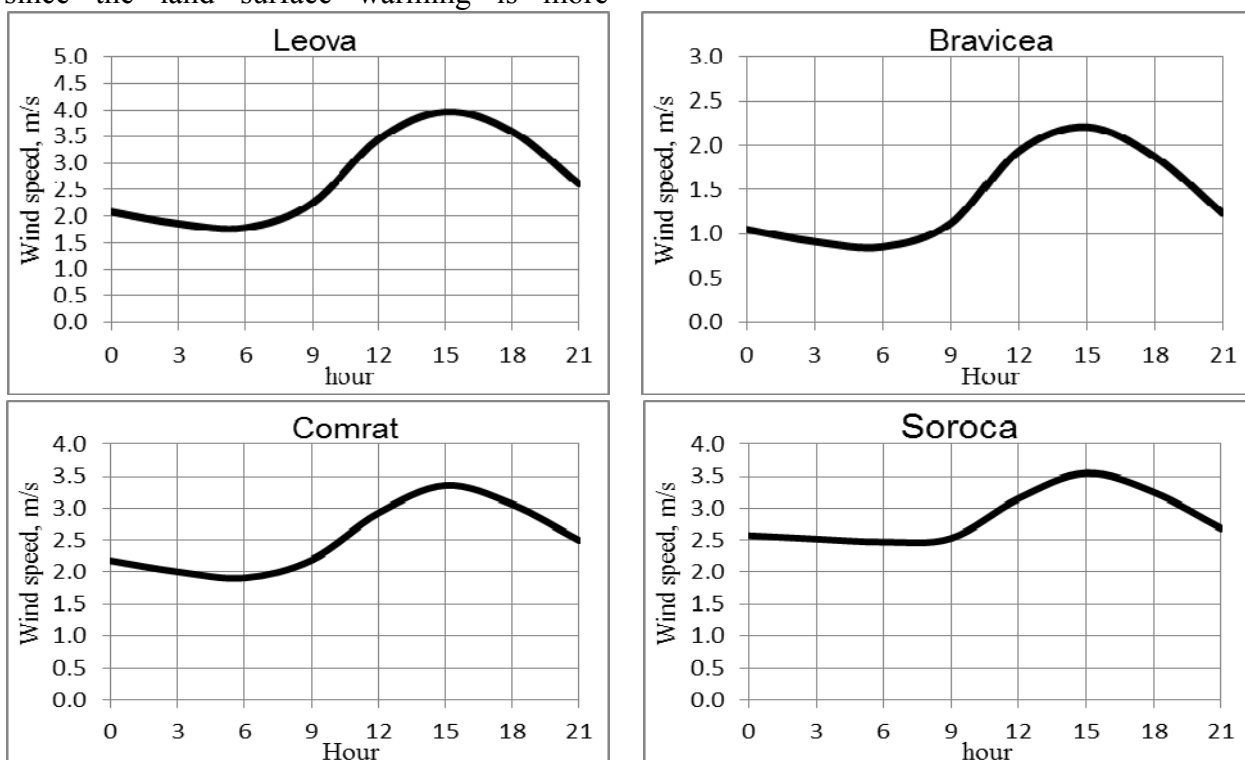 since the land surface warming is more
Leova
5.0
4.5
4.0
3.5
3.0
2.5
2.0
1.5
1.0
0.5
0.0
Wind speed, m/s
0 3 6 9 12 15 18 21
hour
Bravicea
3.0
2.5
2.0
1.5
1.0
0.5
0.0
Wind speed, m/s
0 3 6 9 12 15 18 21
Hour
Comrat
4.0
3.5
3.0
2.5
2.0
1.5
1.0
0.5
0.0
Wind speed, m/s
0 3 6 9 12 15 18 21
Hour
Soroca
4.0
3.5
3.0
2.5
2.0
1.5
1.0
0.5
0.0
Wind speed, m/s
0 3 6 9 12 15 18 21
hour